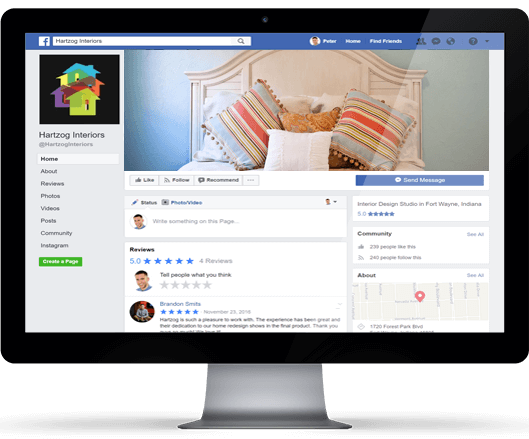 f Hartzog Interiors
Peter Home Find Friends
Hartzog Interiors
@HartzogInteriors
Home
About
Reviews
Photos
Videos
Posts
Community
Instagram
Create a Page
Like Follow Recommend ...
Send Message
Status Photo/Video
Write something on this Page...
Reviews
5.0 4 Reviews
Tell people what you think
Brandon Smits
November 23, 2016
Hartzog is such a pleasure to work with. The experience has been great and
their dedication to our home redesign shows in the final product. Thank you
Interior Design Studio in Fort Wayne, Indiana
5.0
Community See All
239 people like this
240 people follow this
About See All
1720 Forest Park Blvd